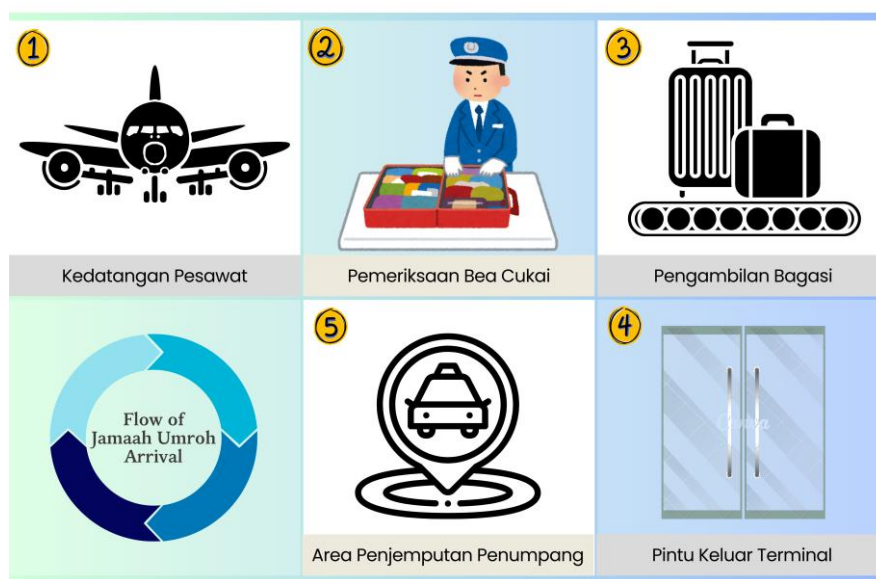 1
2
3
Kedatangan Pesawat
Pemeriksaan Bea Cukai
Pengambilan Bagasi
Flow of
Jamaah Umroh
Arrival
5
4
Canva
Area Penjemputan Penumpang
Pintu Keluar Terminal